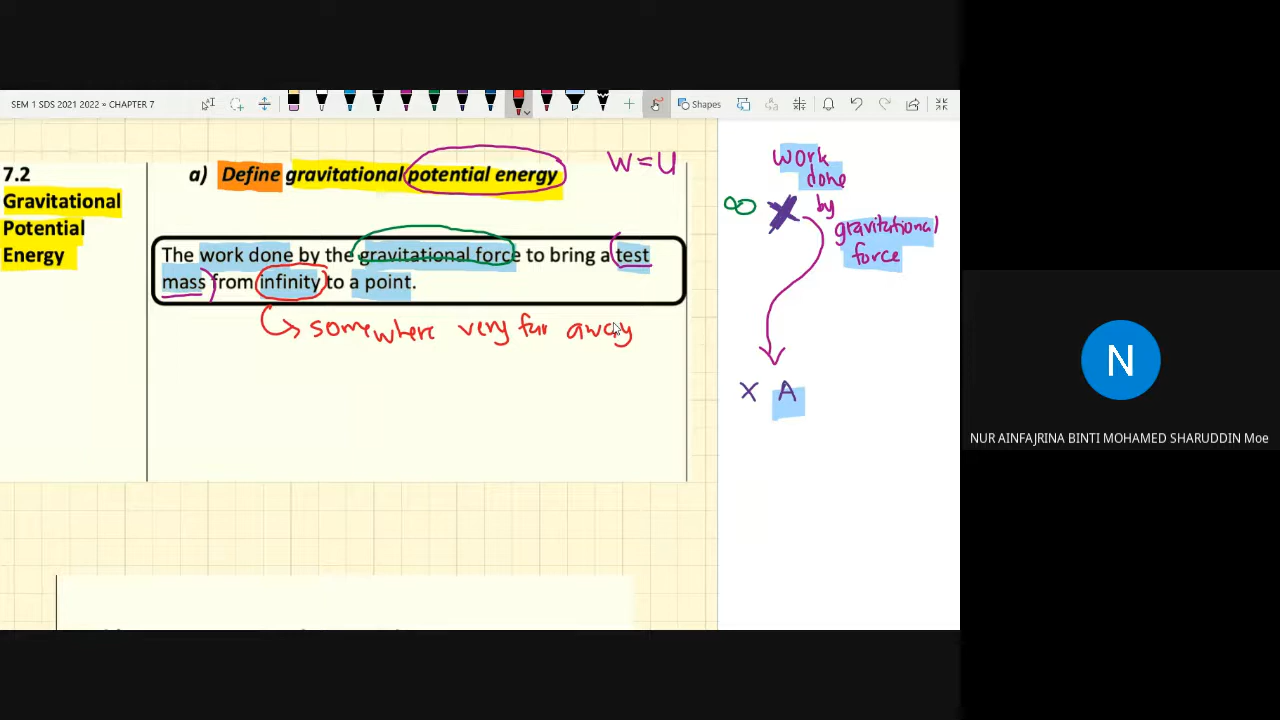 SEM 1 SDS 2021 2022 » CHAPTER 7
Shapes
7.2
Gravitational
Potential
Energy
a) Define gravitational potential energy
W=U
The work done by the gravitational force to bring a test
mass from infinity to a point.
somewhere very far away
work
done
by
gravitational
force
∞
X A
N
NUR AINFAJRINA BINTI MOHAMED SHARUDDIN Moe